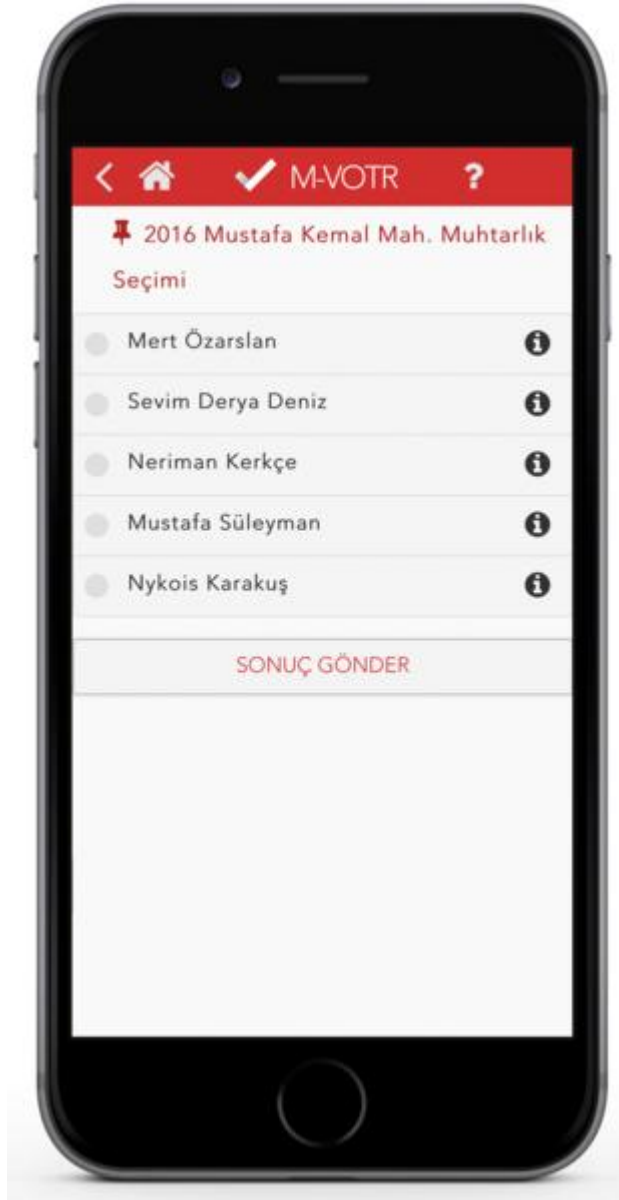 M-VOTR ?
2016 Mustafa Kemal Mah. Muhtarlık
Seçimi
Mert Özarslan
Sevim Derya Deniz
Neriman Kerkçe
Mustafa Süleyman
Nykois Karakuş
SONUÇ GÖNDER